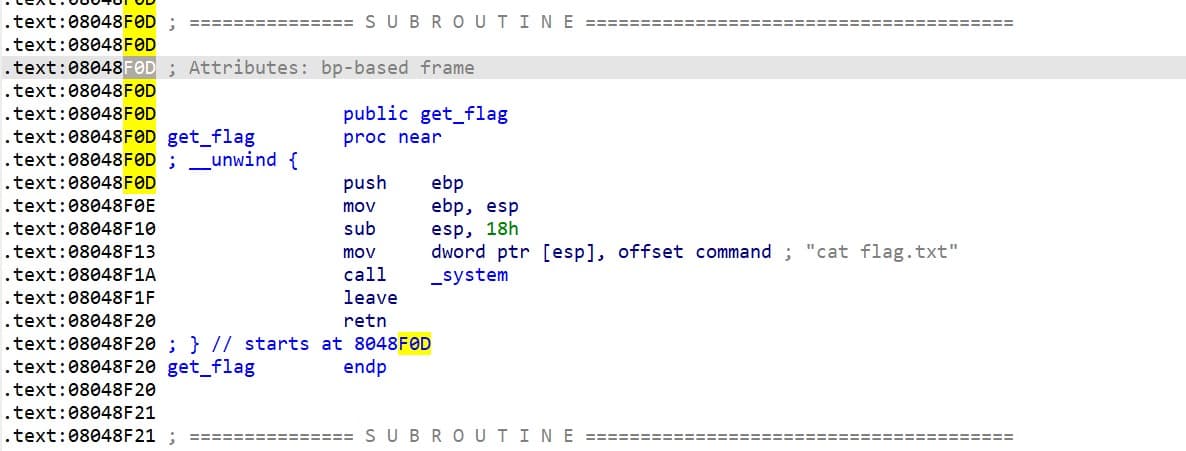 .text:08048F0D
.text:08048F0D ; =============== S U B R O U T I N E =======================================
.text:08048F0D
.text:08048F0D ; Attributes: bp-based frame
.text:08048F0D
.text:08048F0D public get_flag
.text:08048F0D get_flag proc near
.text:08048F0D ; __unwind {
.text:08048F0D push ebp
.text:08048F0E mov ebp, esp
.text:08048F10 sub esp, 18h
.text:08048F13 mov dword ptr [esp], offset command ; "cat flag.txt"
.text:08048F1A call _system
.text:08048F1F leave
.text:08048F20 retn
.text:08048F20 ; } // starts at 8048F0D
.text:08048F20 get_flag endp
.text:08048F20
.text:08048F21
.text:08048F21 ; =============== S U B R O U T I N E =======================================